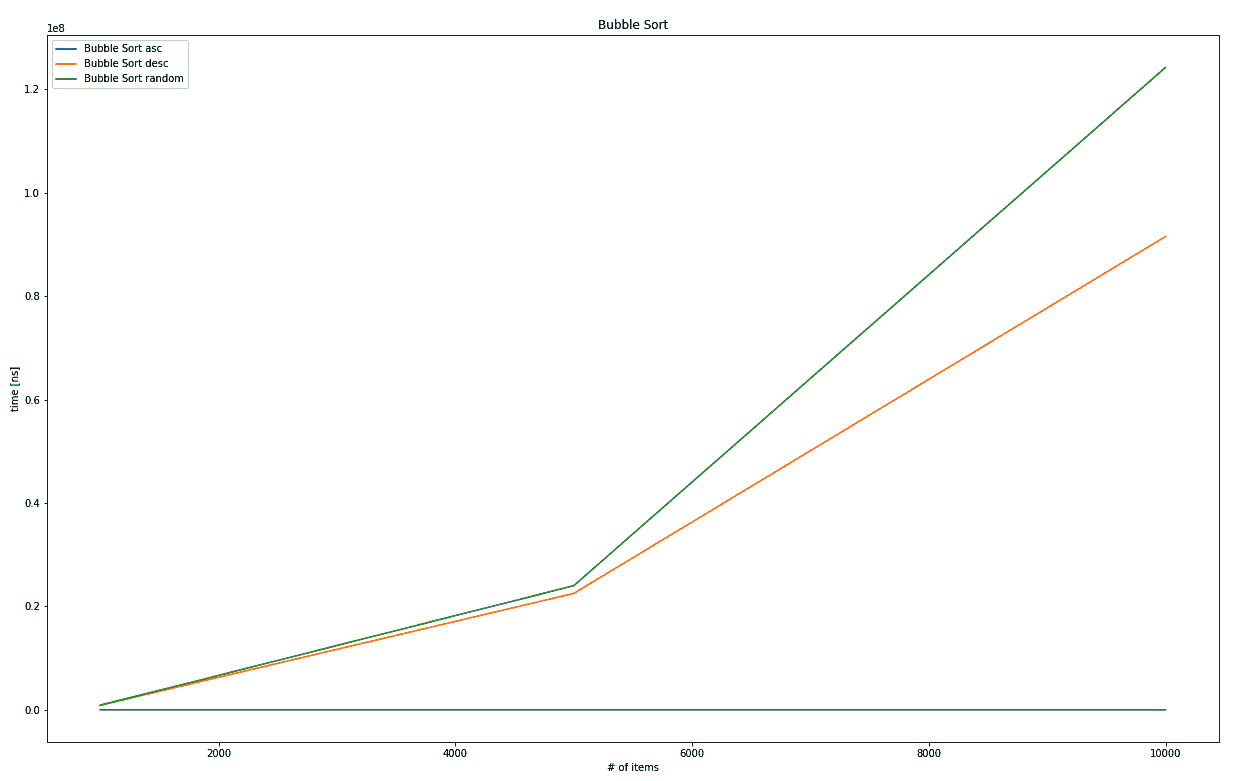 Bubble Sort
1e8
Bubble Sort asc
Bubble Sort desc
Bubble Sort random
1.2
1.0
0.8
0.6
0.4
0.2
0.0
time [ns]
2000 4000 6000 8000 10000
# of items